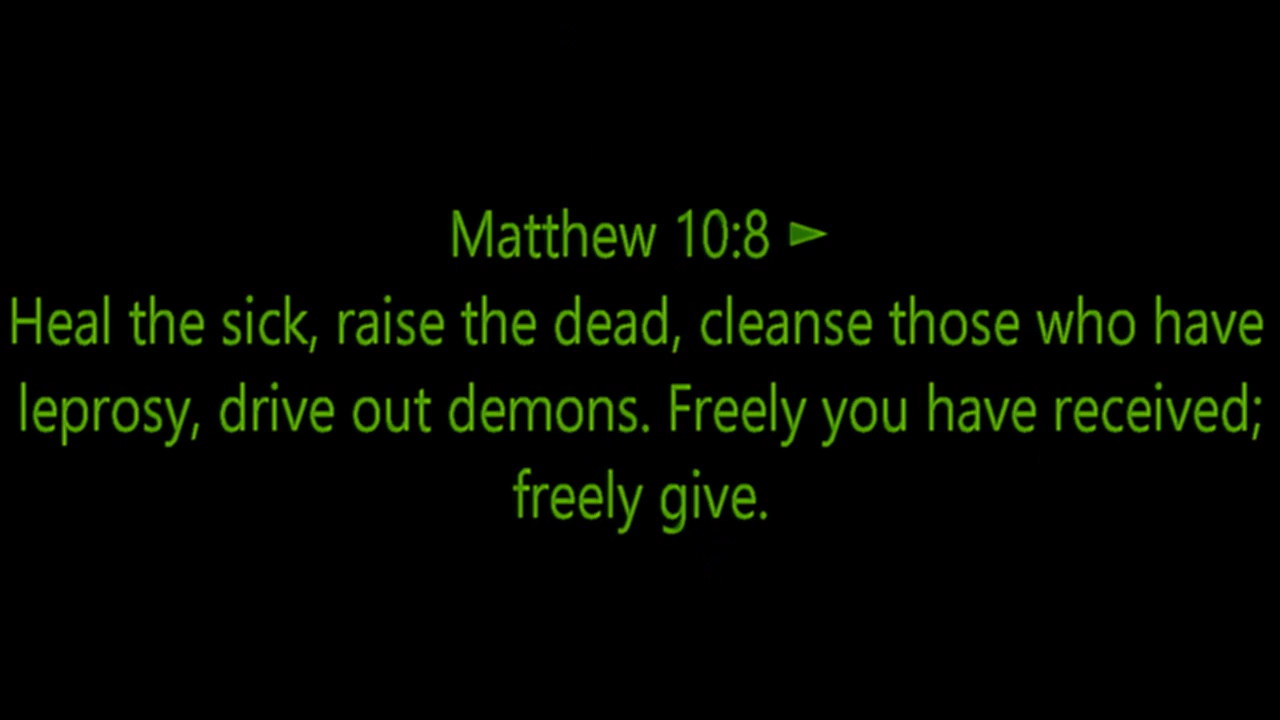 Matthew 10:8 ►
Heal the sick, raise the dead, cleanse those who have
leprosy, drive out demons. Freely you have received;
freely give.